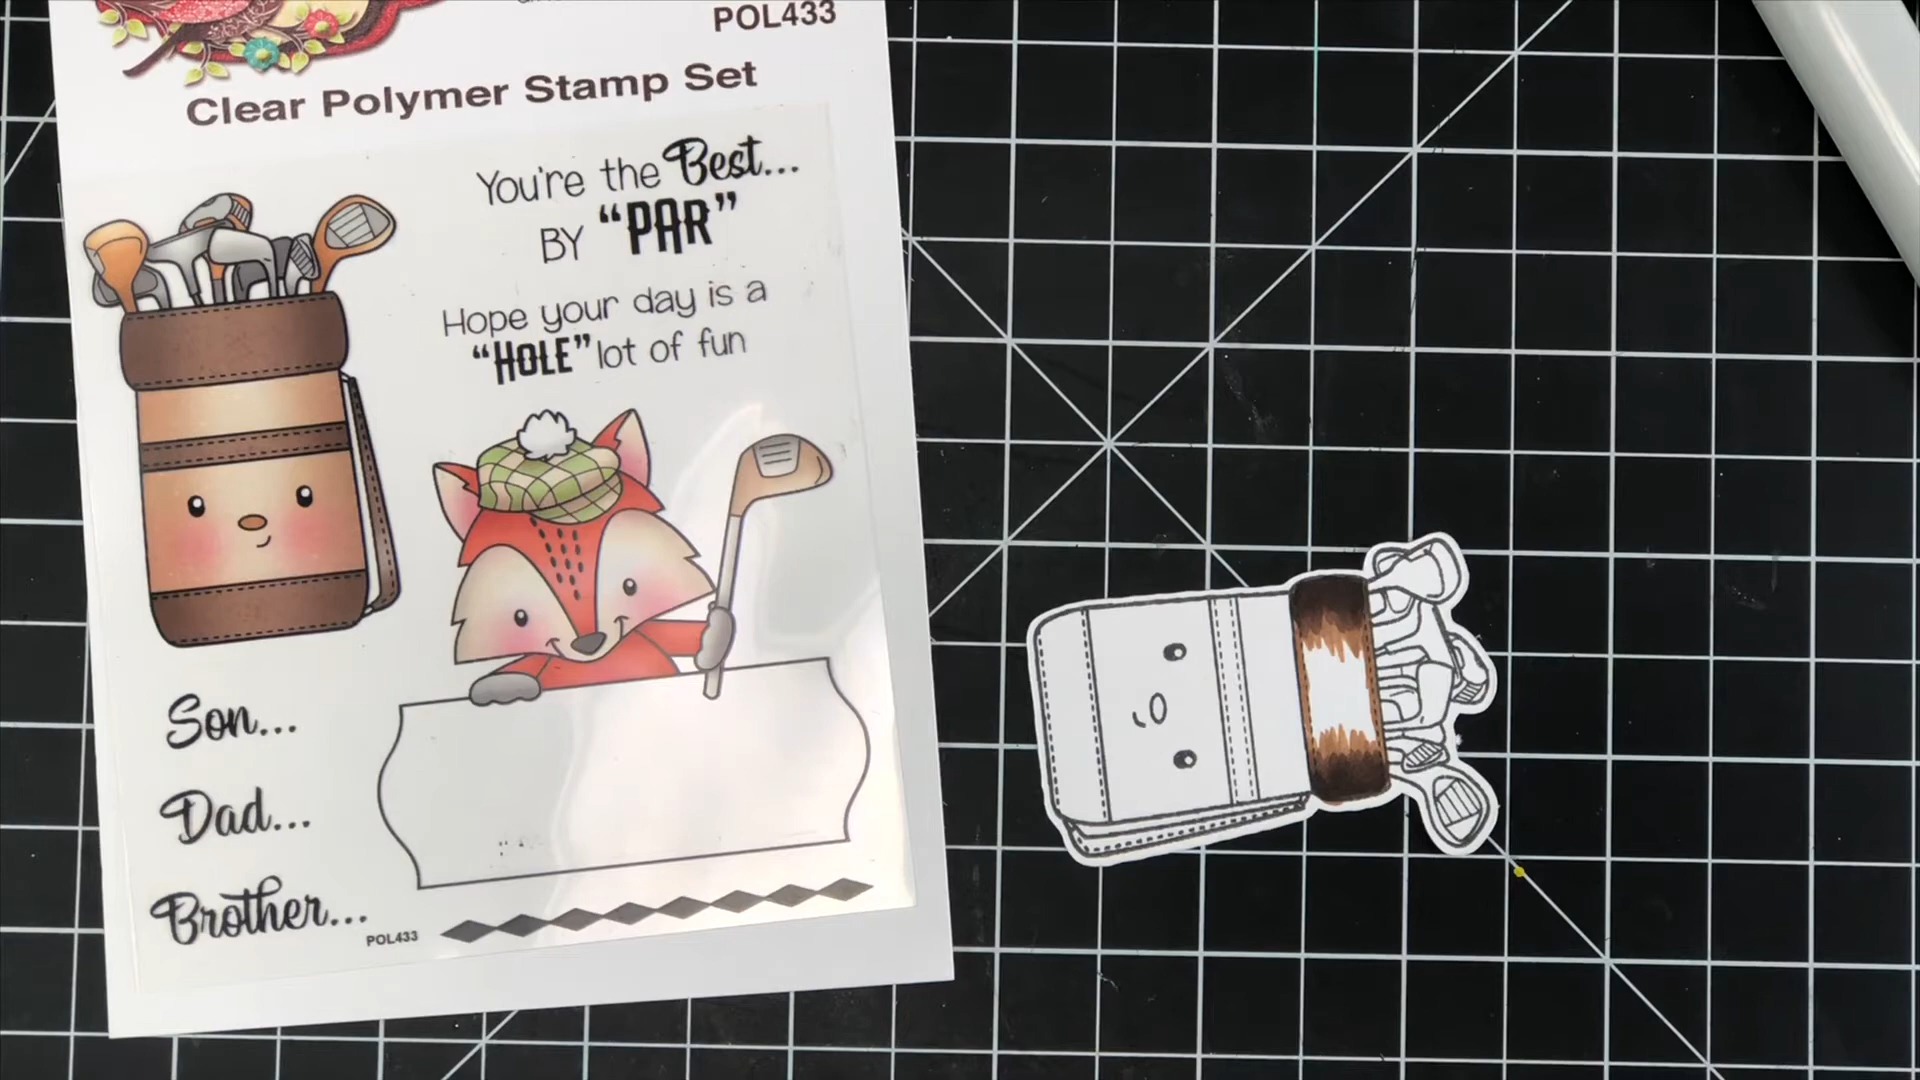 POL433
Clear Polymer Stamp Set
You're the Best...
BY "PAR"
Hope your day is a
"HOLE" lot of fun
Son...
Dad...
Brother...
POL433